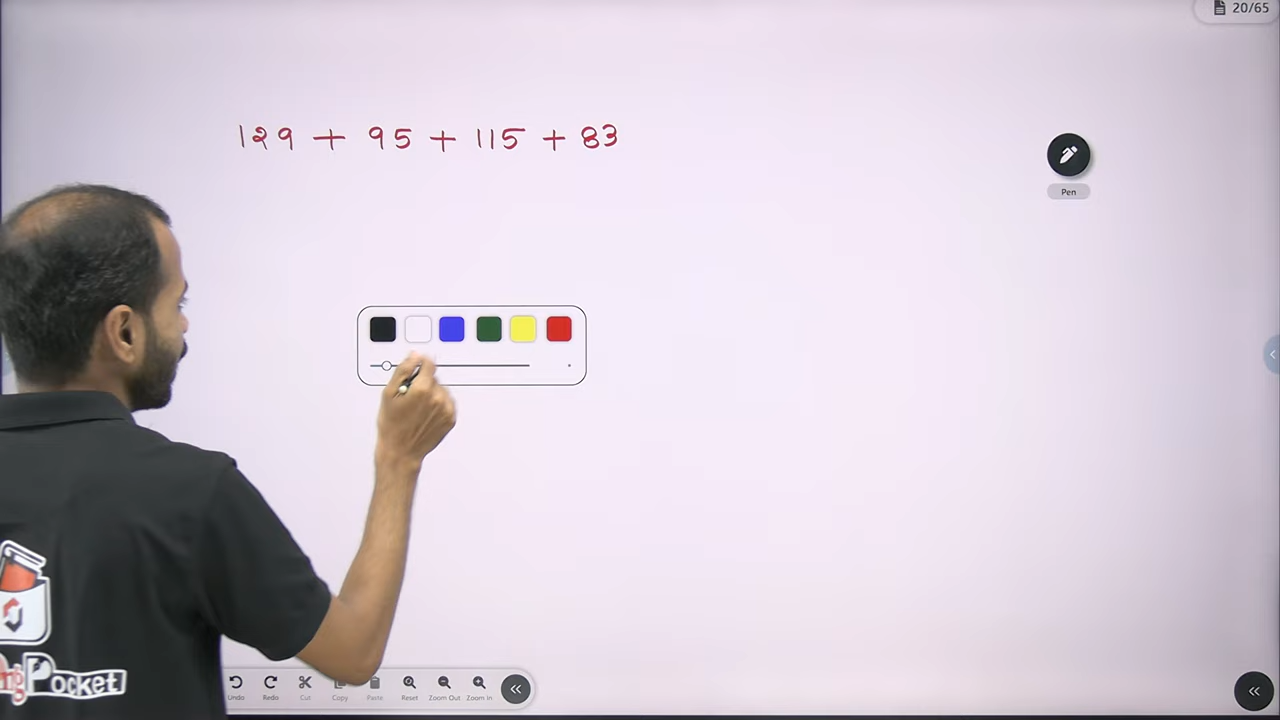 20/65
129 + 95 + 115 + 83
Pen
Undo Redo Cut Copy Paste Reset Zoom Out Zoom In
Pocket